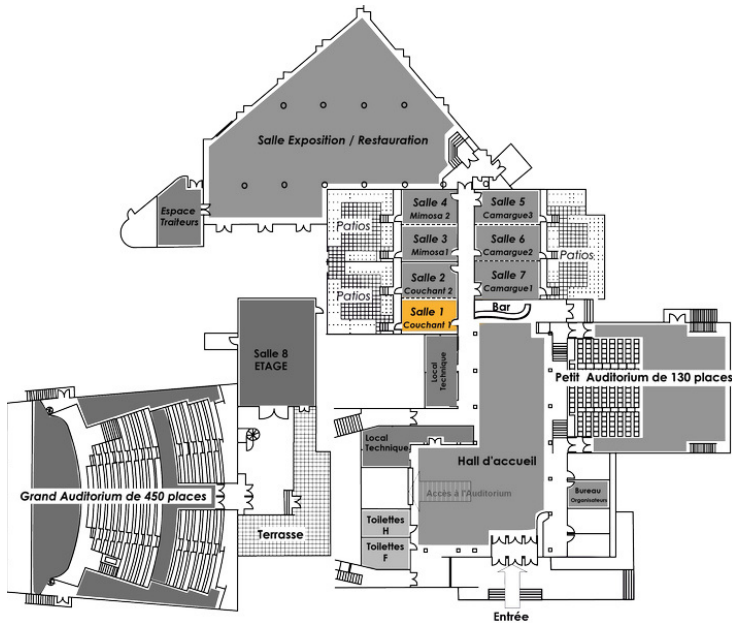 Salle Exposition / Restauration
Espace
Traiteurs
Patios
Salle 4
Mimosa 2
Salle 5
Camargue3
Salle 3
Mimosa1
Salle 6
Camargue2
Patios
Patios
Salle 2
Couchant 2
Salle 7
Camargue1
Salle 1
Couchant 1
Bar
Salle 8
ETAGE
Local
Technique
Petit Auditorium de 130 places
Local
Technique
Hall d'accueil
Grand Auditorium de 450 places
Accès à l'Auditorium
Bureau
Organisateurs
Toilettes
H
Terrasse
Toilettes
F
Entrée